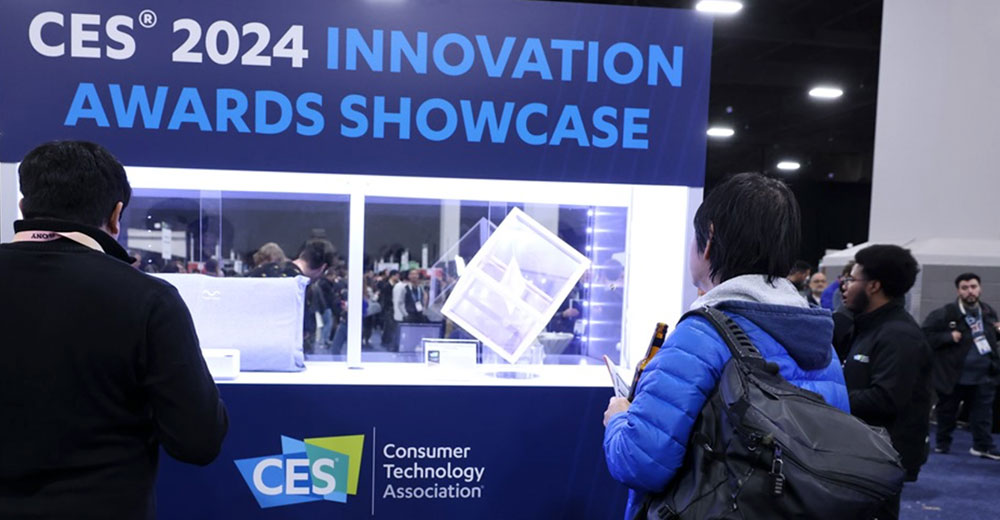 CES® 2024 INNOVATION
AWARDS SHOWCASE
CES®
Consumer
Technology
Association®